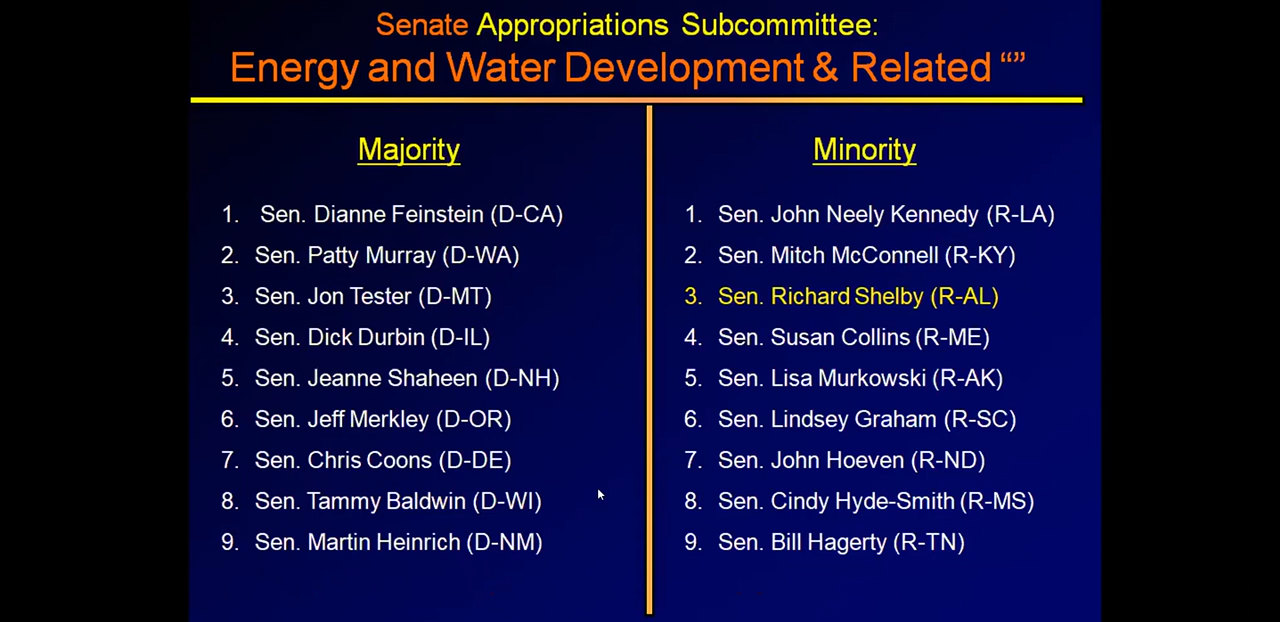 Senate Appropriations Subcommittee:
Energy and Water Development & Related “”
Majority
1. Sen. Dianne Feinstein (D-CA)
2. Sen. Patty Murray (D-WA)
3. Sen. Jon Tester (D-MT)
4. Sen. Dick Durbin (D-IL)
5. Sen. Jeanne Shaheen (D-NH)
6. Sen. Jeff Merkley (D-OR)
7. Sen. Chris Coons (D-DE)
8. Sen. Tammy Baldwin (D-WI)
9. Sen. Martin Heinrich (D-NM)
Minority
1. Sen. John Neely Kennedy (R-LA)
2. Sen. Mitch McConnell (R-KY)
3. Sen. Richard Shelby (R-AL)
4. Sen. Susan Collins (R-ME)
5. Sen. Lisa Murkowski (R-AK)
6. Sen. Lindsey Graham (R-SC)
7. Sen. John Hoeven (R-ND)
8. Sen. Cindy Hyde-Smith (R-MS)
9. Sen. Bill Hagerty (R-TN)